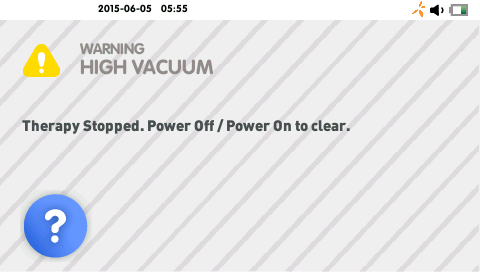 2015-06-05 05:55
WARNING
HIGH VACUUM
Therapy Stopped. Power Off / Power On to clear.
?